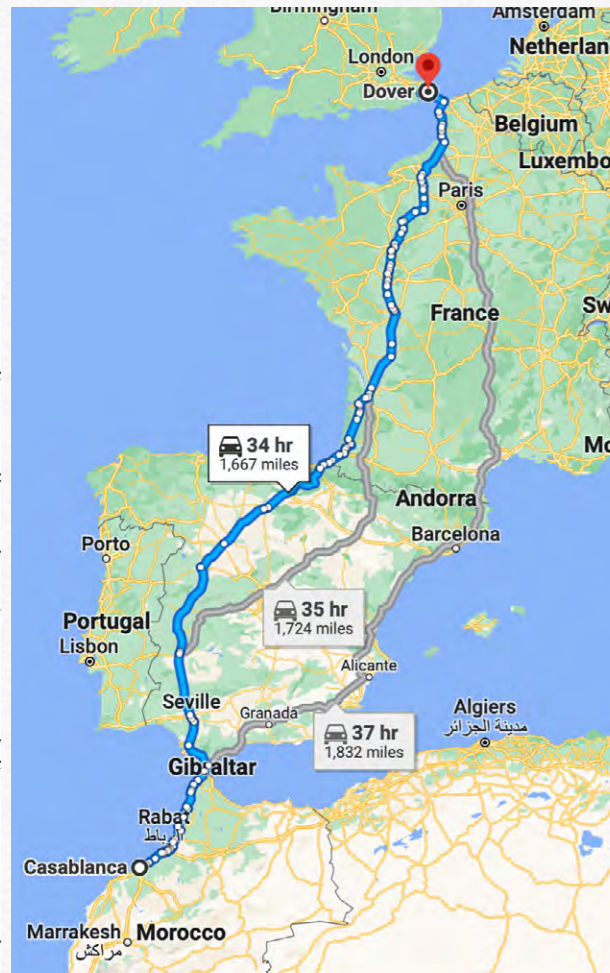 Birmingham
Amsterdam
London
Netherlan
Dover
Belgium
Luxembo
Paris
France
Sw
34 hr
1,667 miles
Mo
Andorra
Porto
Barcelona
35 hr
1,724 miles
Portugal
Lisbon
Alicante
Seville
Granada
Algiers
مدينة الجزائر
37 hr
1,832 miles
Gibraltar
Rabat
الرباط
Casablanca
Marrakesh
مراكش
Morocco